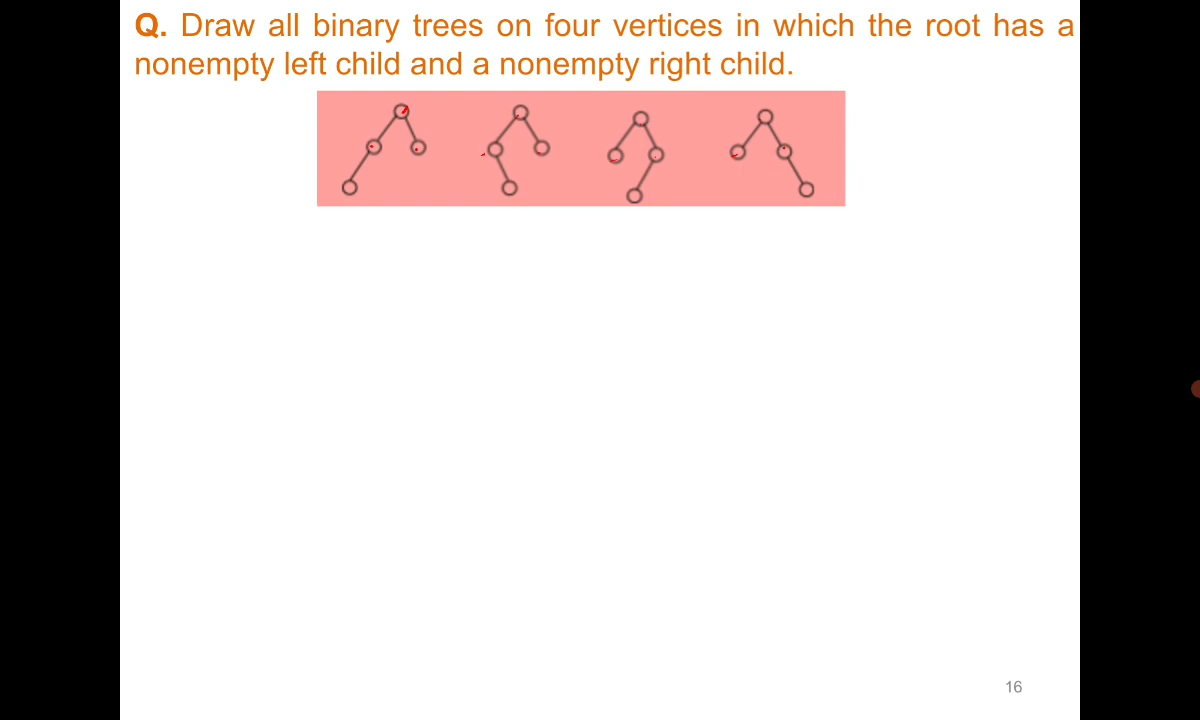 Q. Draw all binary trees on four vertices in which the root has a
nonempty left child and a nonempty right child.
16